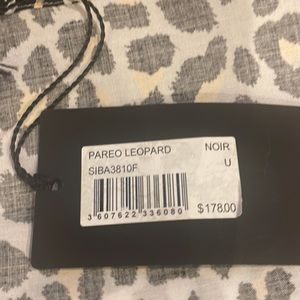 PAREO LEOPARD NOIR
SIBA3810F U
3 607622 336080
$178.00